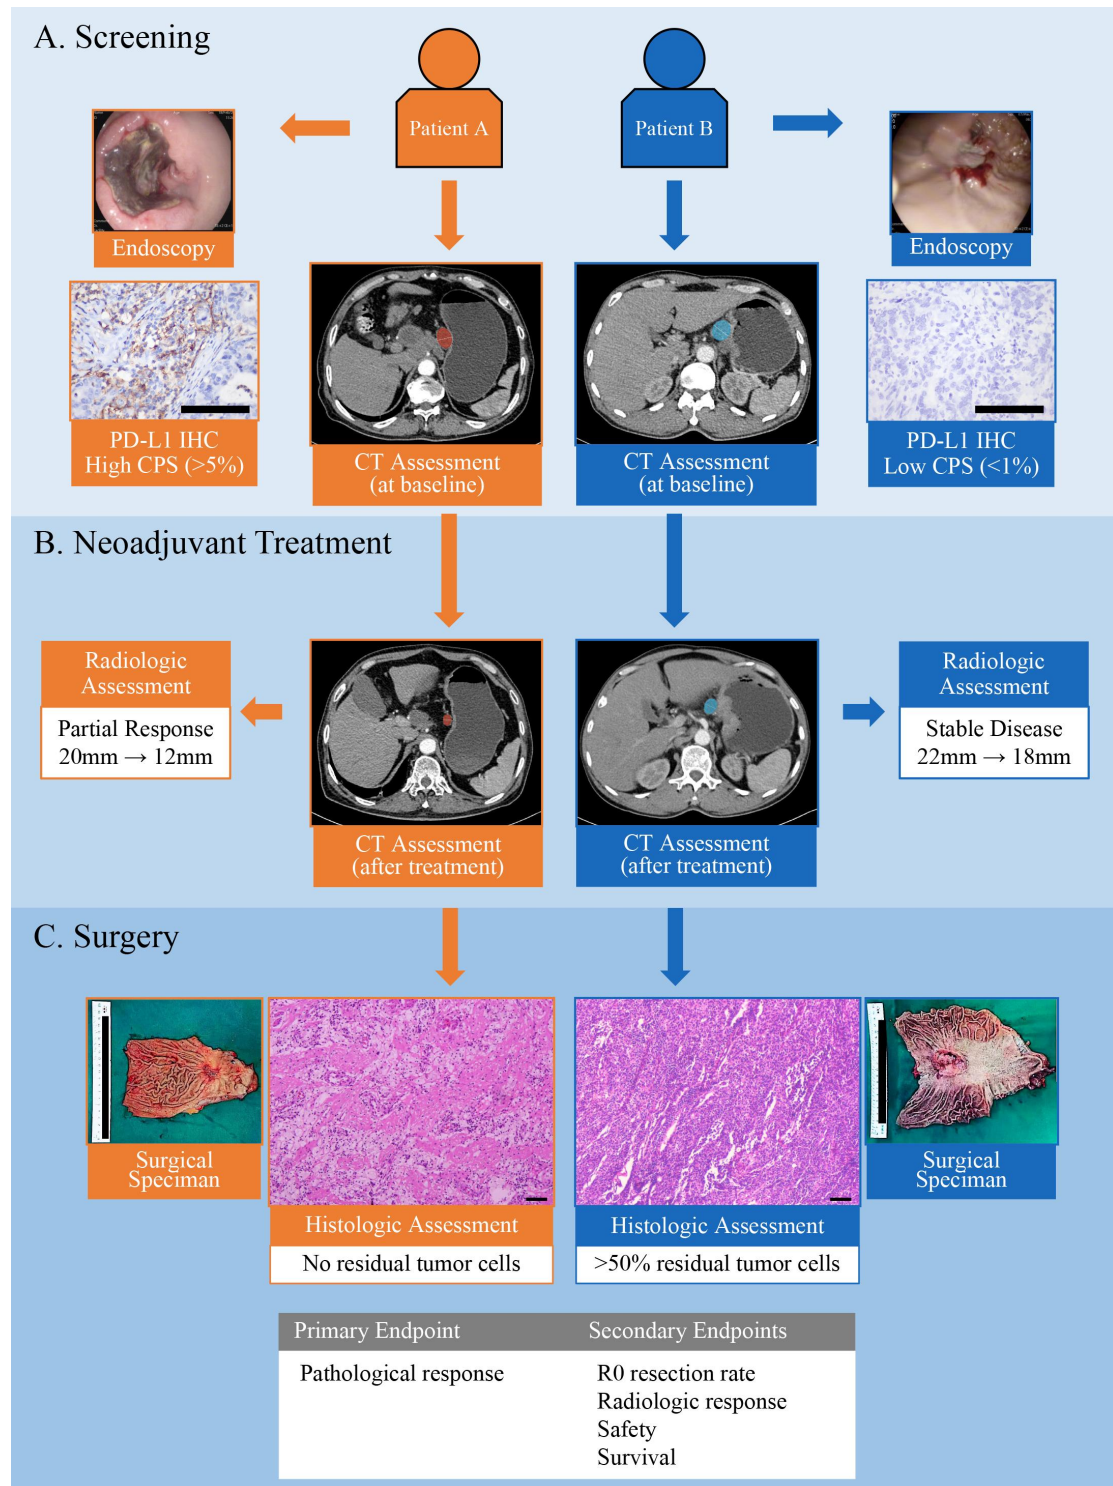 A. Screening
Patient A
Patient B
Endoscopy
Endoscopy
PD-L1 IHC
High CPS (>5%)
CT Assessment
(at baseline)
CT Assessment
(at baseline)
PD-L1 IHC
Low CPS (<1%)
B. Neoadjuvant Treatment
Radiologic
Assessment
Partial Response
20mm → 12mm
CT Assessment
(after treatment)
CT Assessment
(after treatment)
Radiologic
Assessment
Stable Disease
22mm → 18mm
C. Surgery
Surgical
Speciman
Histologic Assessment
No residual tumor cells
Histologic Assessment
>50% residual tumor cells
Surgical
Speciman
Primary Endpoint
Secondary Endpoints
Pathological response
R0 resection rate
Radiologic response
Safety
Survival